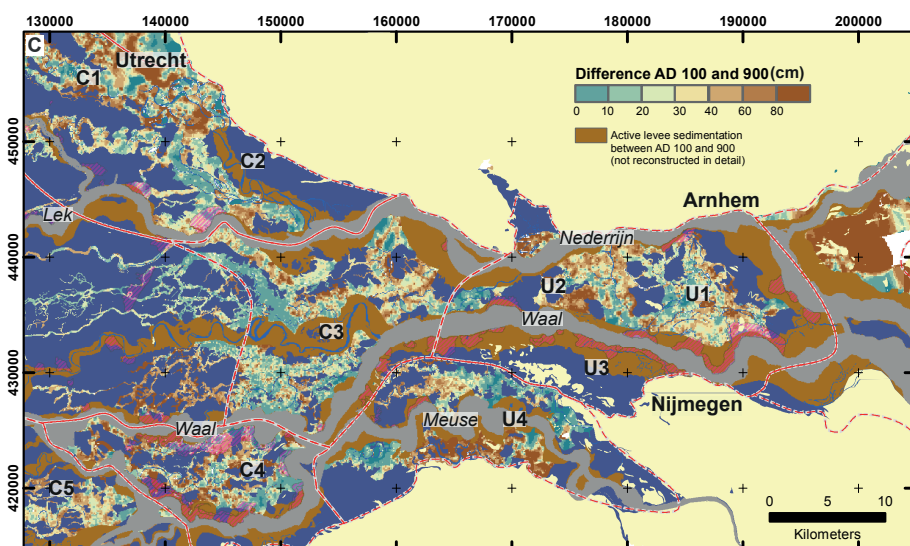 130000 140000 150000 160000 170000 180000 190000 200000
C
Utrecht
C1
Difference AD 100 and 900(cm)
0 10 20 30 40 60 80
Active levee sedimentation
between AD 100 and 900
(not reconstructed in detail)
450000
C2
Arnhem
Lek
Nederrijn
440000
U2
U1
C3
Waal
430000
U3
Nijmegen
Waal
Meuse
U4
C4
420000
C5
0 10
Kilometers